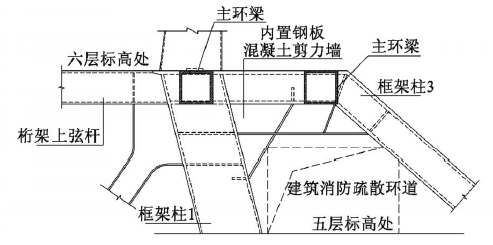 主环梁
内置钢板
混凝土剪力墙
主环梁
六层标高处
框架柱3
桁架上弦杆
建筑消防疏散环道
框架柱1
五层标高处